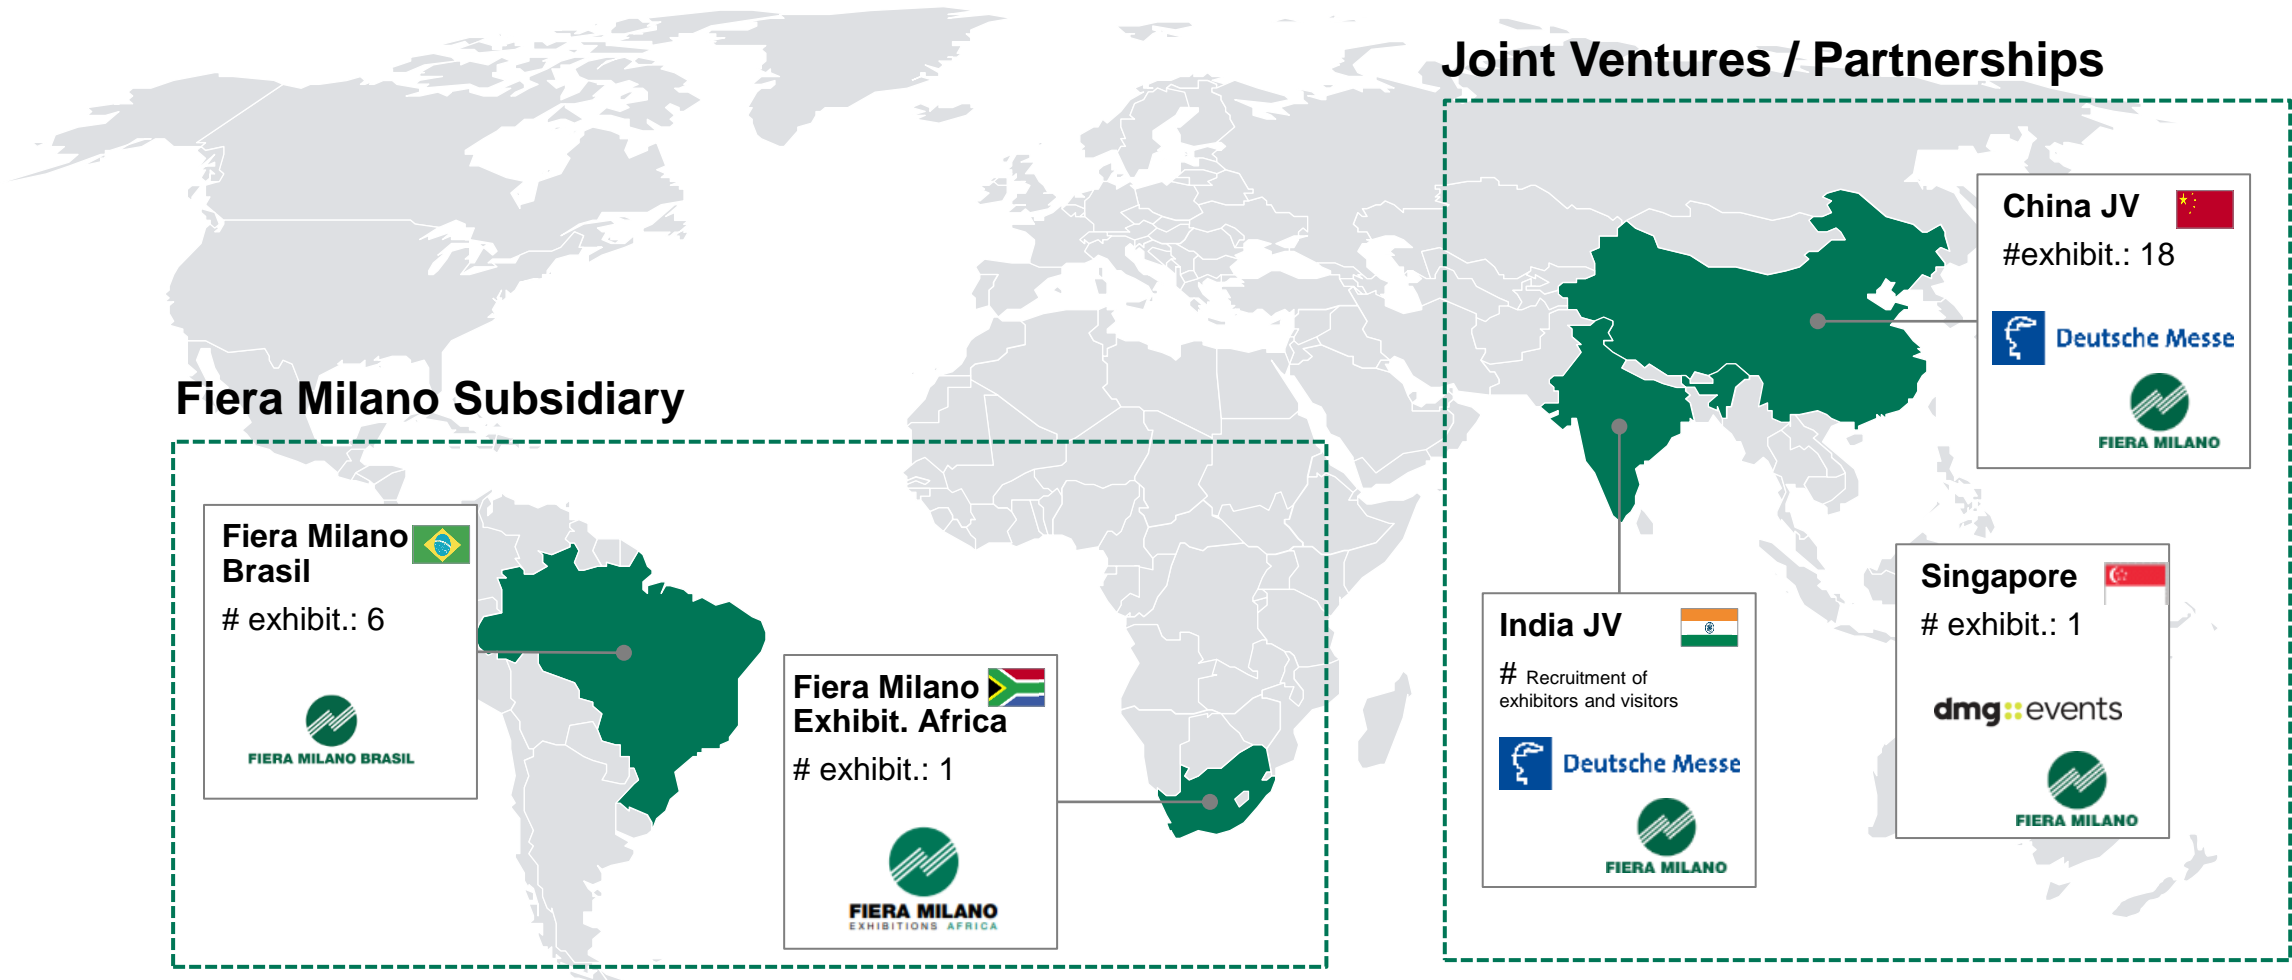 Joint Ventures / Partnerships
China JV
#exhibit.: 18
Deutsche Messe
FIERA MILANO
Fiera Milano Subsidiary
Fiera Milano
Brasil
# exhibit.: 6
FIERA MILANO BRASIL
Fiera Milano
Exhibit. Africa
# exhibit.: 1
FIERA MILANO
EXHIBITIONS AFRICA
India JV
# Recruitment of
exhibitors and visitors
Deutsche Messe
FIERA MILANO
Singapore
# exhibit.: 1
dmg::events
FIERA MILANO